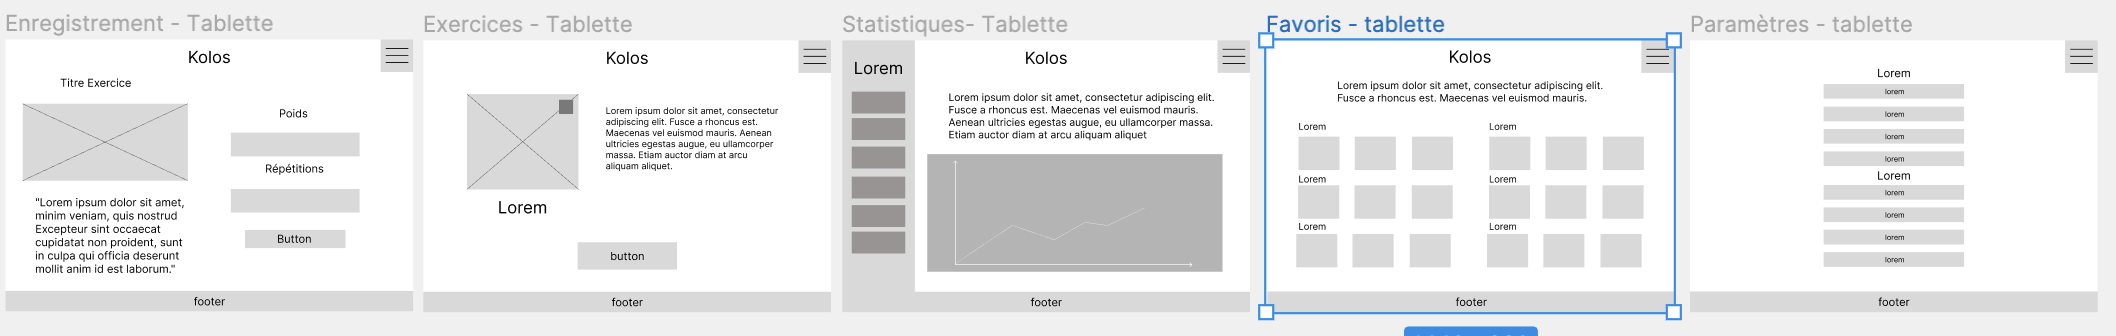 Enregistrement - Tablette
Kolos
Titre Exercice
Poids
Répétitions
Button
"Lorem ipsum dolor sit amet,
minim veniam, quis nostrud
Excepteur sint occaecat
cupidatat non proident, sunt
in culpa qui officia deserunt
mollit anim id est laborum."
footer
Exercices - Tablette
Kolos
Lorem ipsum dolor sit amet, consectetur
adipiscing elit. Fusce a rhoncus est.
Maecenas vel euismod mauris. Aenean
ultricies egestas augue, eu ullamcorper
massa. Etiam auctor diam at arcu
aliquam aliquet.
Lorem
button
footer
Statistiques- Tablette
Lorem
Kolos
Lorem ipsum dolor sit amet, consectetur adipiscing elit.
Fusce a rhoncus est. Maecenas vel euismod mauris.
Aenean ultricies egestas augue, eu ullamcorper massa.
Etiam auctor diam at arcu aliquam aliquet
footer
Favoris - tablette
Kolos
Lorem ipsum dolor sit amet, consectetur adipiscing elit.
Fusce a rhoncus est. Maecenas vel euismod mauris.
Lorem
Lorem
Lorem
Lorem
Lorem
Lorem
footer
Paramètres - tablette
Lorem
lorem
lorem
lorem
lorem
Lorem
lorem
lorem
lorem
lorem
footer